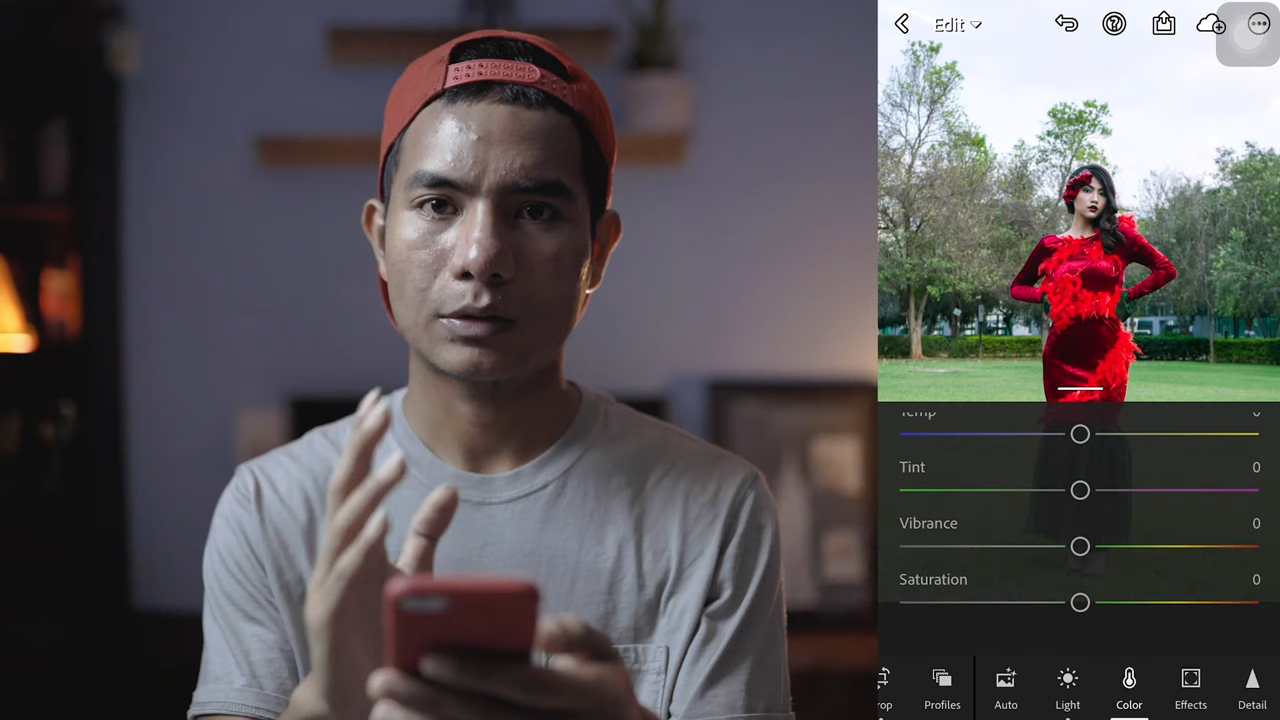 Edit
Temp 0
Tint 0
Vibrance 0
Saturation 0
rop Profiles Auto Light Color Effects Detail